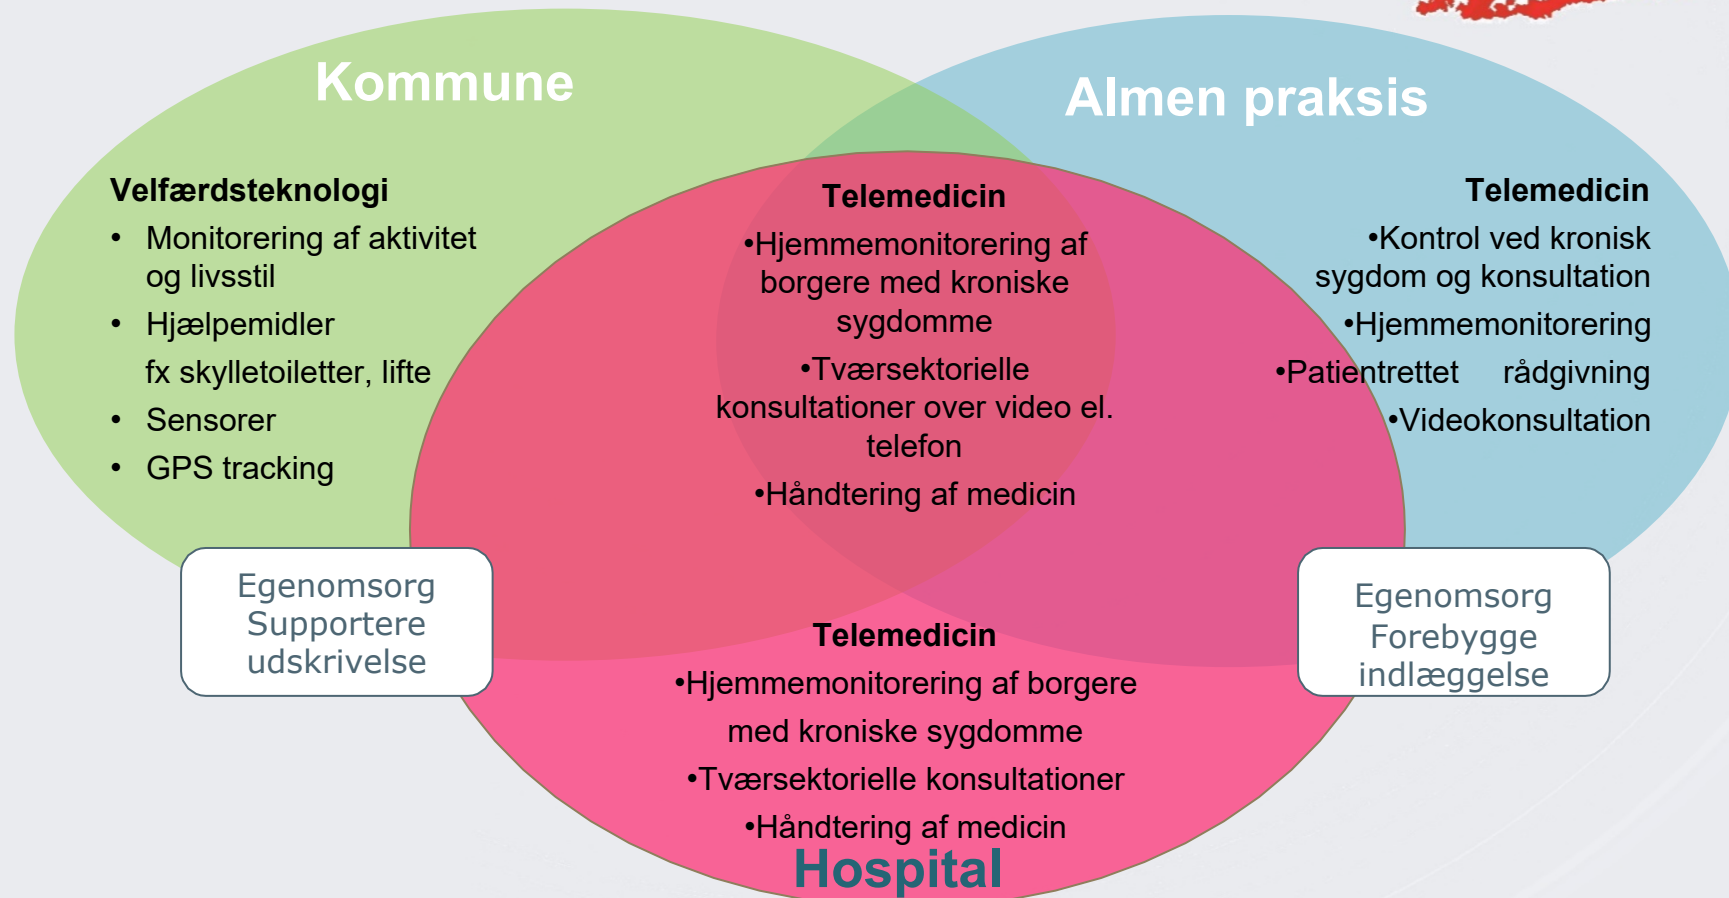 Kommune
Almen praksis
Velfærdsteknologi
• Monitorering af aktivitet
og livsstil
• Hjælpemidler
fx skylletoiletter, lifte
• Sensorer
• GPS tracking
Telemedicin
•Hjemmemonitorering af
borgere med kroniske
sygdomme
•Tværsektorielle
konsultationer over video el.
telefon
•Håndtering af medicin
Telemedicin
•Kontrol ved kronisk
sygdom og konsultation
•Hjemmemonitorering
•Patientrettet rådgivning
•Videokonsultation
Egenomsorg
Supportere
udskrivelse
Egenomsorg
Forebygge
indlæggelse
Telemedicin
•Hjemmemonitorering af borgere
med kroniske sygdomme
•Tværsektorielle konsultationer
•Håndtering af medicin
Hospital